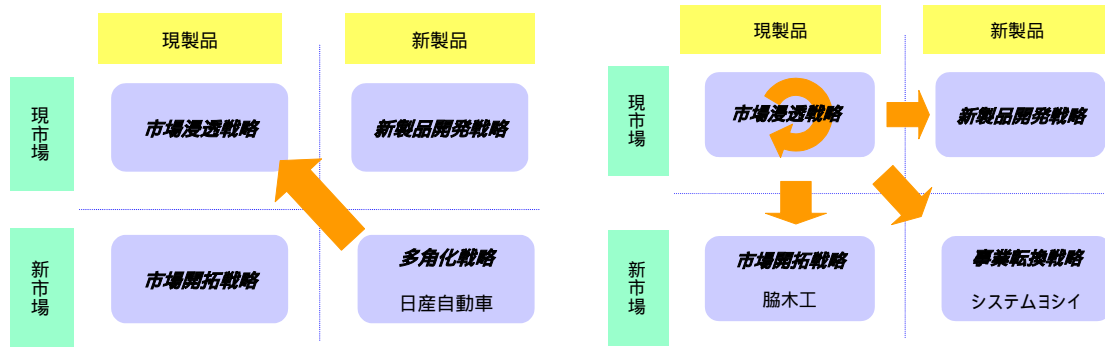 現製品
新製品
現市場
市場浸透戦略
新製品開発戦略
新市場
市場開拓戦略
多角化戦略
日産自動車
現製品
新製品
現市場
市場浸透戦略
新製品開発戦略
新市場
市場開拓戦略
脇木工
事業転換戦略
システムヨシイ